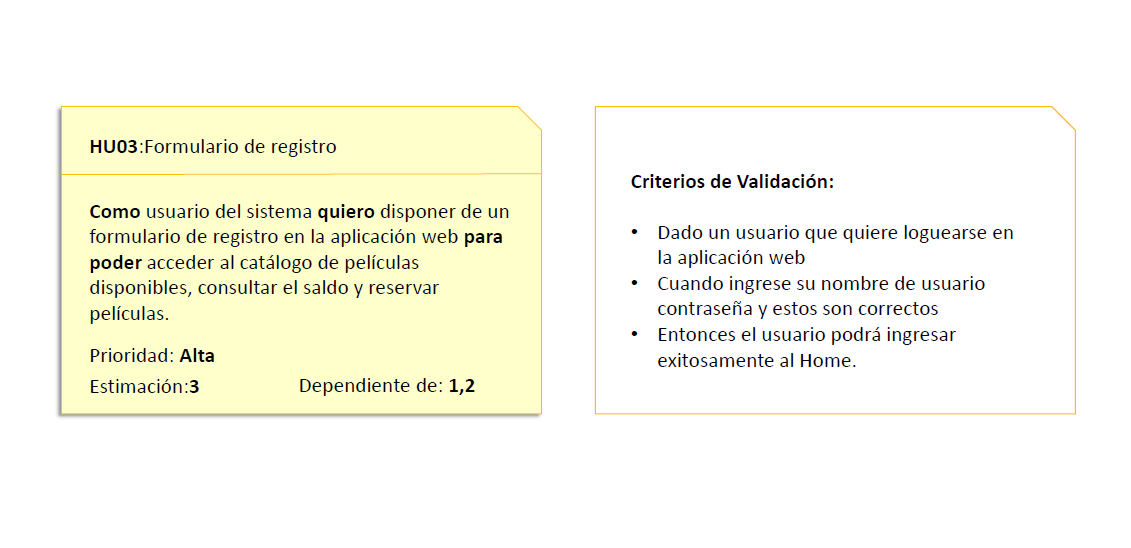 HU03:Formulario de registro
Como usuario del sistema quiero disponer de un
formulario de registro en la aplicación web para
poder acceder al catálogo de películas
disponibles, consultar el saldo y reservar
películas.
Prioridad: Alta
Estimación:3
Dependiente de: 1,2
Criterios de Validación:
• Dado un usuario que quiere loguearse en
la aplicación web
• Cuando ingrese su nombre de usuario
contraseña y estos son correctos
• Entonces el usuario podrá ingresar
exitosamente al Home.